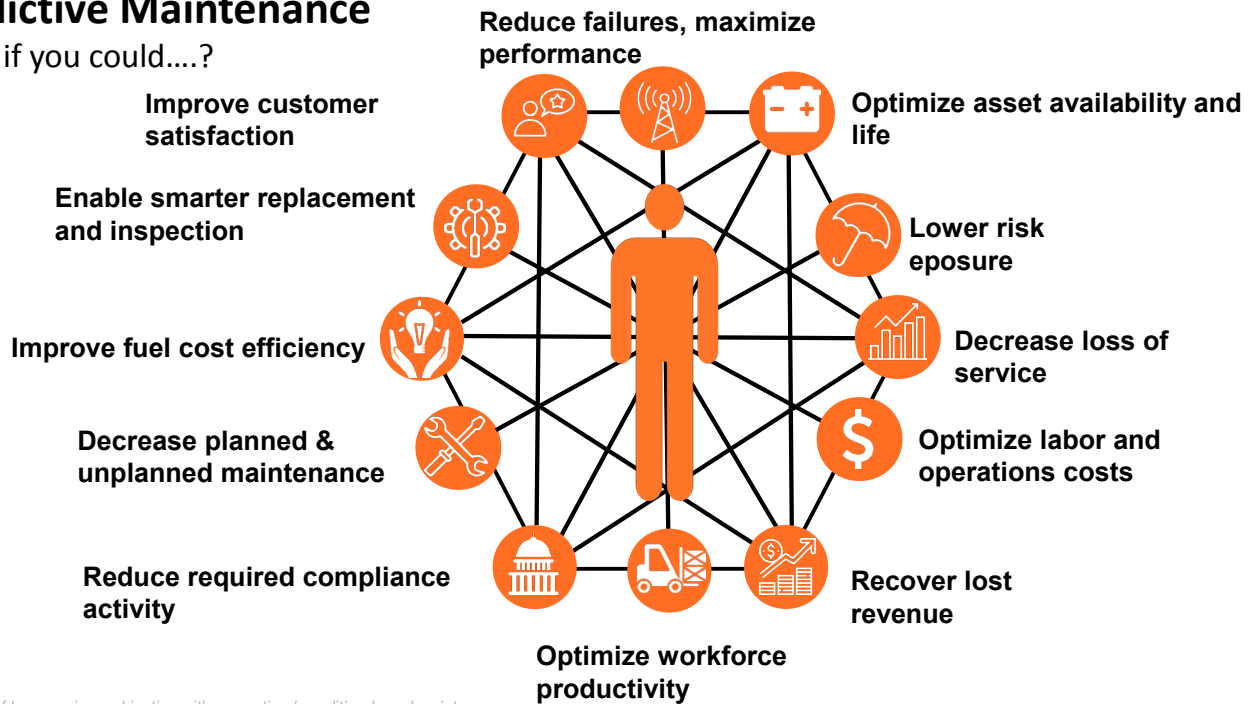 dictive Maintenance
if you could....?
Reduce failures, maximize
performance
Improve customer
satisfaction
Optimize asset availability and
life
Enable smarter replacement
and inspection
Lower risk
eposure
Improve fuel cost efficiency
Decrease loss of
service
Decrease planned &
unplanned maintenance
$
Optimize labor and
operations costs
Reduce required compliance
activity
$
Recover lost
revenue
Optimize workforce
productivity